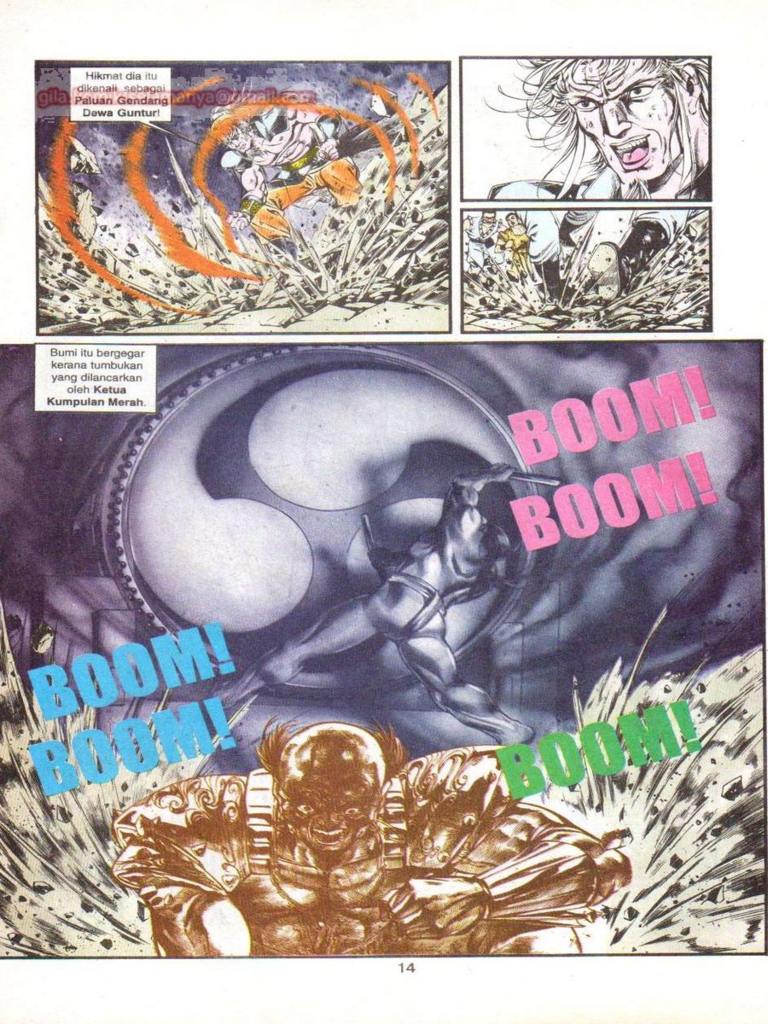 Hikmat dia itu
dikenali sebagai
Paluan Gendang
Dewa Guntur!
Bumi itu bergegar
kerana tumbukan
yang dilancarkan
oleh Ketua
Kumpulan Merah.
BOOM!
BOOM!
BOOM!
BOOM!
BOOM!
14